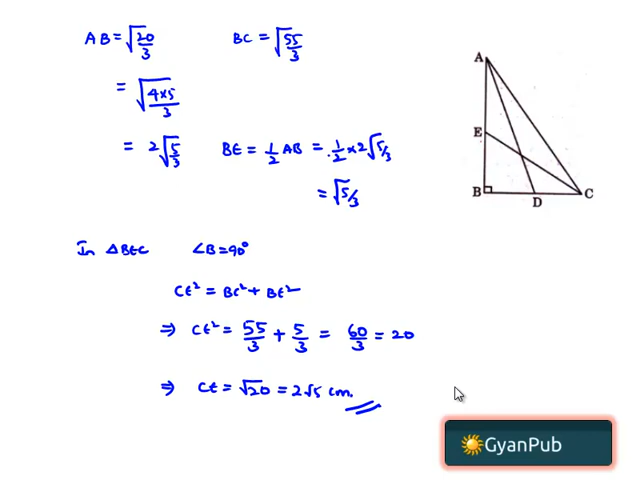 AB = √20/3 BC = √55/3
= √4×5/3
= 2√5/3 BE = 1/2 AB = 1/2 × 2√5/3
= √5/3
In △BEC ∠B = 90°
CE² = BC² + BE²
⇒ CE² = 55/3 + 5/3 = 60/3 = 20
⇒ CE = √20 = 2√5 cm.
A
E
B
D
C
GyanPub